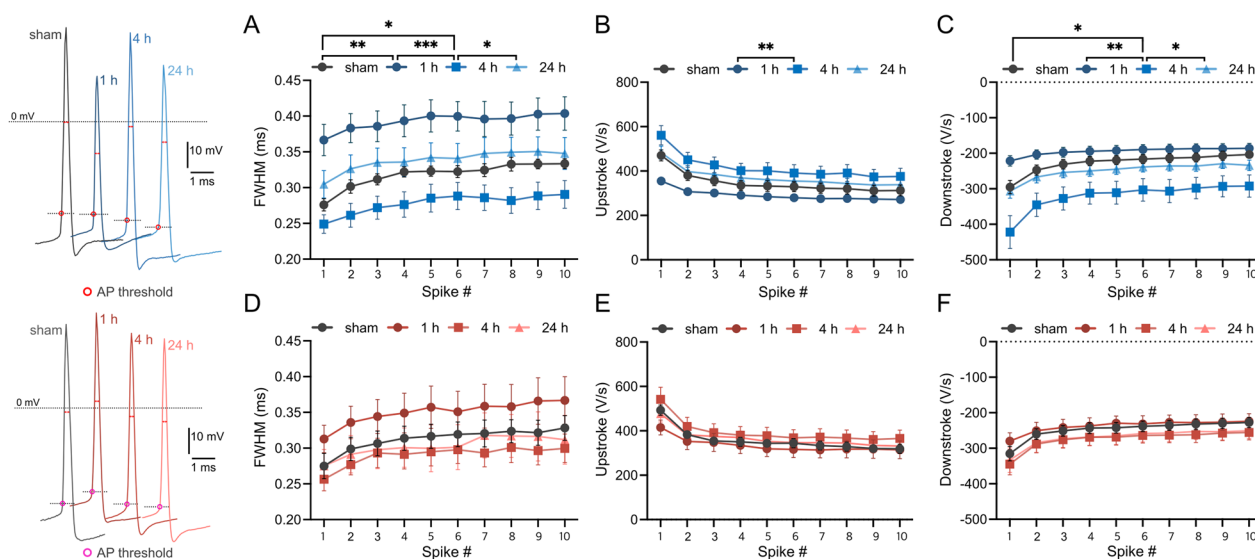 sham
1 h
4 h
24 h
0 mV
10 mV
1 ms
AP threshold
A
*
** *** *
sham 1 h 4 h 24 h
FWHM (ms)
0.45
0.40
0.35
0.30
0.25
0.20
1 2 3 4 5 6 7 8 9 10
Spike #
B
**
sham 1 h 4 h 24 h
Upstroke (V/s)
800
600
400
200
0
1 2 3 4 5 6 7 8 9 10
Spike #
C
*
** *
sham 1 h 4 h 24 h
Downstroke (V/s)
0
-100
-200
-300
-400
-500
1 2 3 4 5 6 7 8 9 10
Spike #
sham
1 h
4 h
24 h
0 mV
10 mV
1 ms
AP threshold
D
sham 1 h 4 h 24 h
FWHM (ms)
0.45
0.40
0.35
0.30
0.25
0.20
1 2 3 4 5 6 7 8 9 10
Spike #
E
sham 1 h 4 h 24 h
Upstroke (V/s)
800
600
400
200
0
1 2 3 4 5 6 7 8 9 10
Spike #
F
sham 1 h 4 h 24 h
Downstroke (V/s)
0
-100
-200
-300
-400
-500
1 2 3 4 5 6 7 8 9 10
Spike #